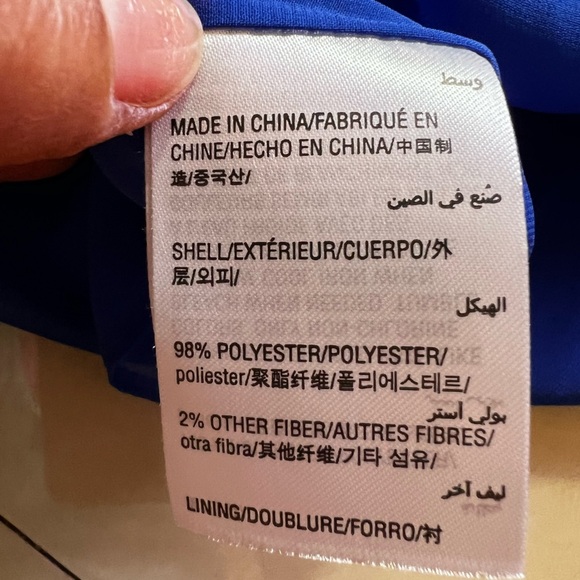 وسط
MADE IN CHINA/FABRIQUÉ EN
CHINE/HECHO EN CHINA/中国制
造/중국산/
صُنع في الصين
SHELL/EXTÉRIEUR/CUERPO/外
层/외피/
الهيكل
98% POLYESTER/POLYESTER/
poliester/聚酯纤维/폴리에스테르/
بولي أستر
2% OTHER FIBER/AUTRES FIBRES/
otra fibra/其他纤维/기타 섬유/
ليف آخر
LINING/DOUBLURE/FORRO/衬